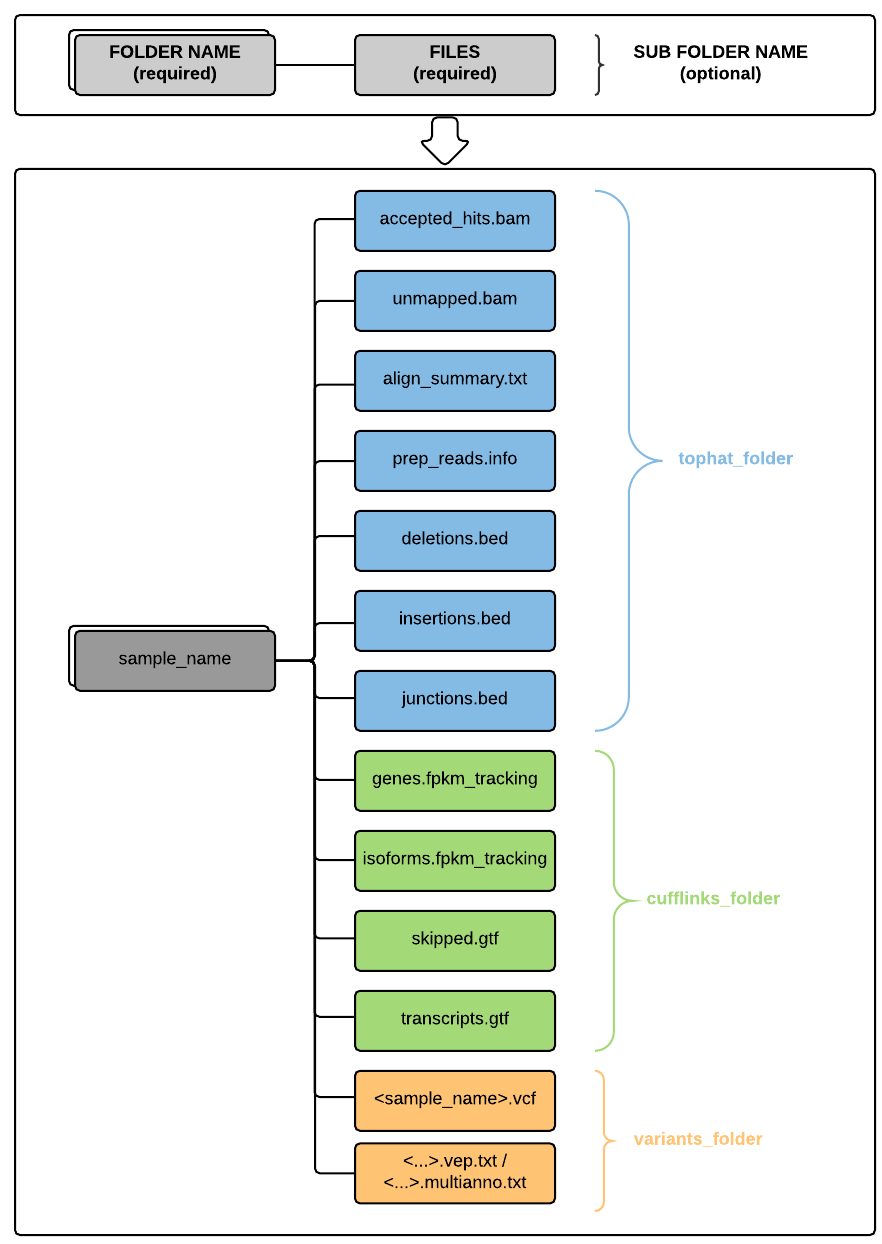 FOLDER NAME
(required)
FILES
(required)
SUB FOLDER NAME
(optional)
accepted_hits.bam
unmapped.bam
align_summary.txt
prep_reads.info
tophat_folder
deletions.bed
insertions.bed
sample_name
junctions.bed
genes.fpkm_tracking
isoforms.fpkm_tracking
cufflinks_folder
skipped.gtf
transcripts.gtf
<sample_name>.vcf
variants_folder
<...>.vep.txt /
<...>.multianno.txt